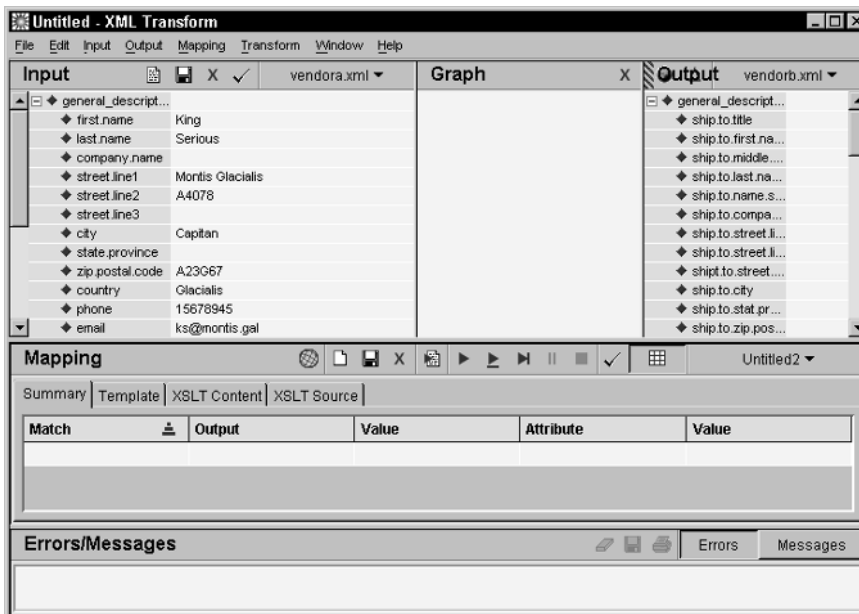 Untitled - XML Transform
File Edit Input Output Mapping Transform Window Help
Input vendora.xml
general_descript...
first.name King
last.name Serious
company.name
street.line1 Montis Glacialis
street.line2 A4078
street.line3
city Capitan
state.province
zip.postal.code A23G67
country Glacialis
phone 15678945
email ks@montis.gal
Graph X
Output vendorb.xml
general_descript...
ship.to.title
ship.to.first.na...
ship.to.middle....
ship.to.last.na...
ship.to.name.s...
ship.to.compa...
ship.to.street.li...
ship.to.street.li...
shipt.to.street....
ship.to.city
ship.to.stat.pr...
ship.to.zip.pos...
Mapping Untitled2
Summary Template XSLT Content XSLT Source
Match Output Value Attribute Value
Errors/Messages Errors Messages